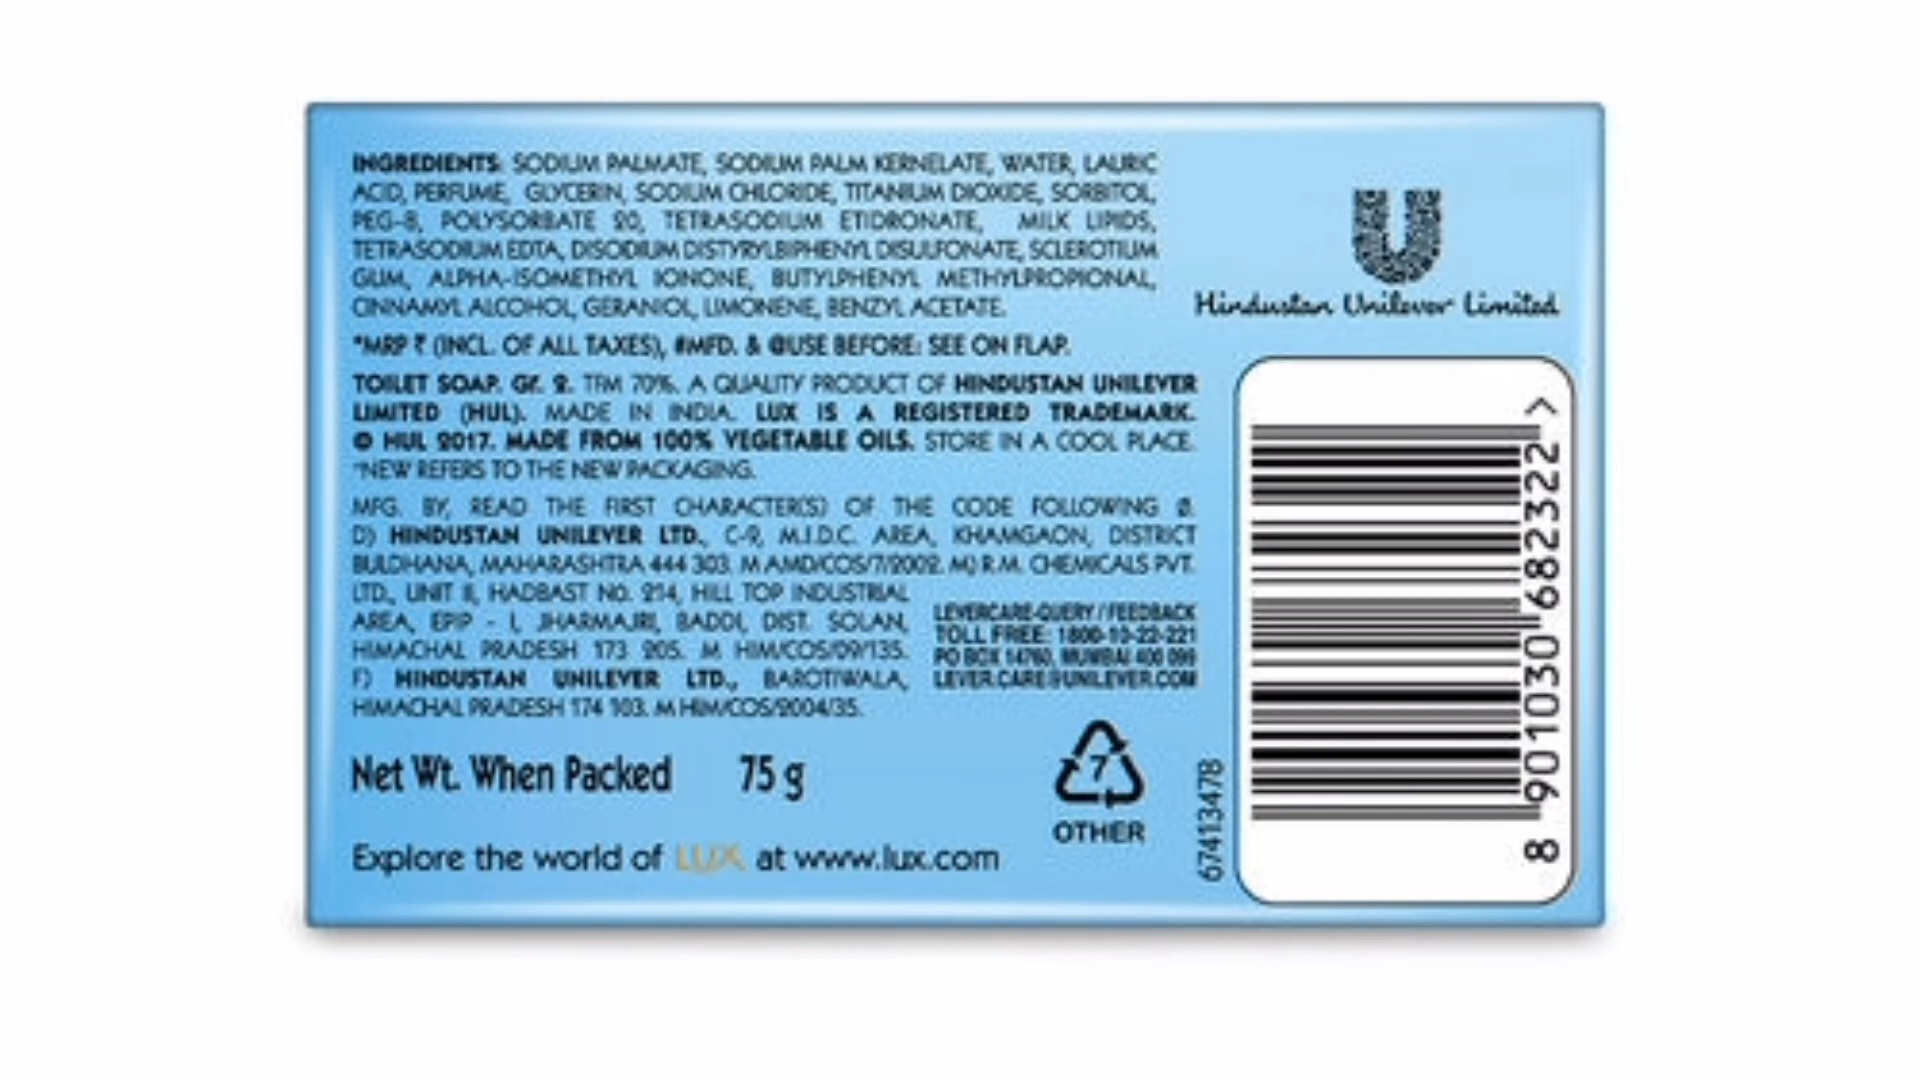 INGREDIENTS: SODIUM PALMATE, SODIUM PALM KERNELATE, WATER, LAURIC
ACID, PERFUME, GLYCERIN, SODIUM CHLORIDE, TITANIUM DIOXIDE, SORBITOL,
PEG-8, POLYSORBATE 20, TETRASODIUM ETIDRONATE, MILK LIPIDS,
TETRASODIUM EDTA, DISODIUM DISTYRYLBIPHENYL DISULFONATE, SCLEROTIUM
GUM, ALPHA-ISOMETHYL IONONE, BUTYLPHENYL METHYLPROPIONAL,
CINNAMYL ALCOHOL, GERANIOL, LIMONENE, BENZYL ACETATE.
*MRP ₹ (INCL. OF ALL TAXES), #MFD. & @USE BEFORE: SEE ON FLAP.
TOILET SOAP. Gr. 2. TFM 70%. A QUALITY PRODUCT OF HINDUSTAN UNILEVER
LIMITED (HUL). MADE IN INDIA. LUX IS A REGISTERED TRADEMARK.
© HUL 2017. MADE FROM 100% VEGETABLE OILS. STORE IN A COOL PLACE.
*NEW REFERS TO THE NEW PACKAGING.
MFG. BY, READ THE FIRST CHARACTER(S) OF THE CODE FOLLOWING @.
D) HINDUSTAN UNILEVER LTD., C-9, M.I.D.C. AREA, KHAMGAON, DISTRICT
BULDHANA, MAHARASHTRA 444 303. M AMD/COS/7/2002. M) R.M. CHEMICALS PVT.
LTD., UNIT II, HADBAST No. 214, HILL TOP INDUSTRIAL
AREA, EPIP - I, JHARMAJRI, BADDI, DIST. SOLAN,
HIMACHAL PRADESH 173 205. M HIM/COS/09/135.
F) HINDUSTAN UNILEVER LTD., BAROTIWALA,
HIMACHAL PRADESH 174 103. M HIM/COS/2004/35.
LEVERCARE-QUERY / FEEDBACK
TOLL FREE: 1800-10-22-221
PO BOX 14760, MUMBAI 400 099
LEVER.CARE@UNILEVER.COM
Net Wt. When Packed 75 g
Explore the world of LUX at www.lux.com
7
OTHER
67413478
Hindustan Unilever Limited
8 901030 682322 >